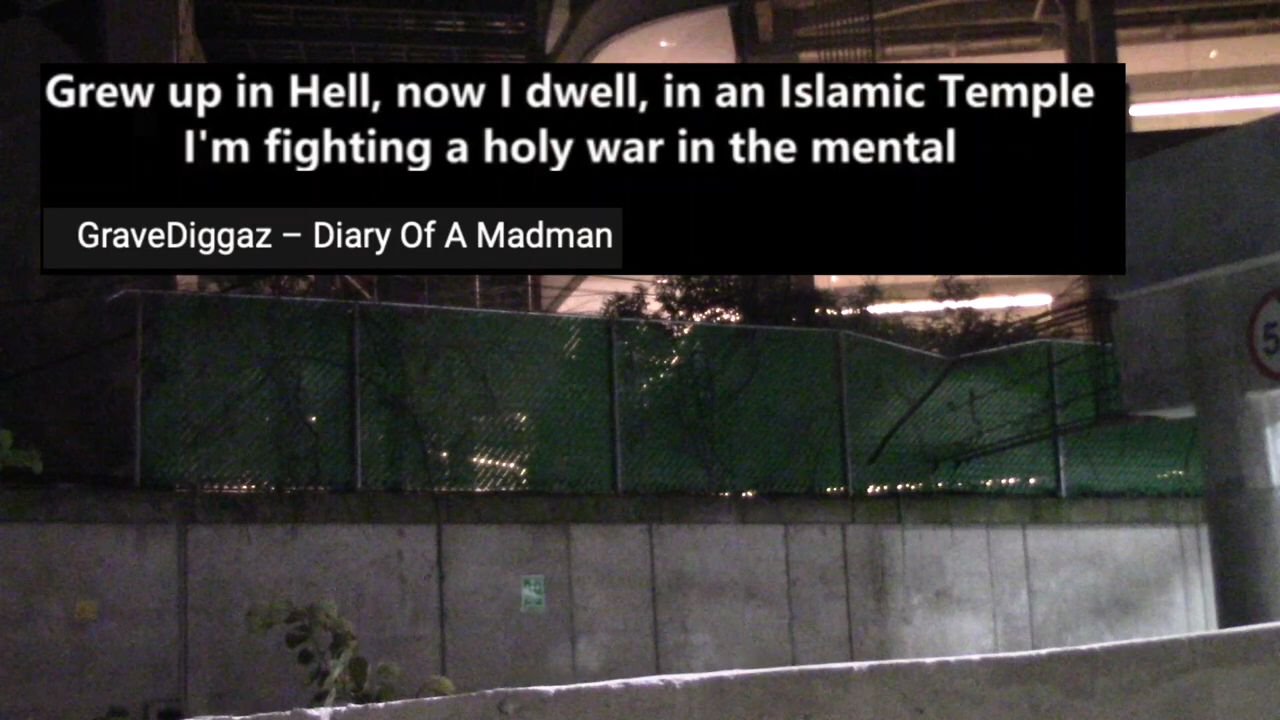 Grew up in Hell, now I dwell, in an Islamic Temple
I'm fighting a holy war in the mental
GraveDiggaz – Diary Of A Madman
5